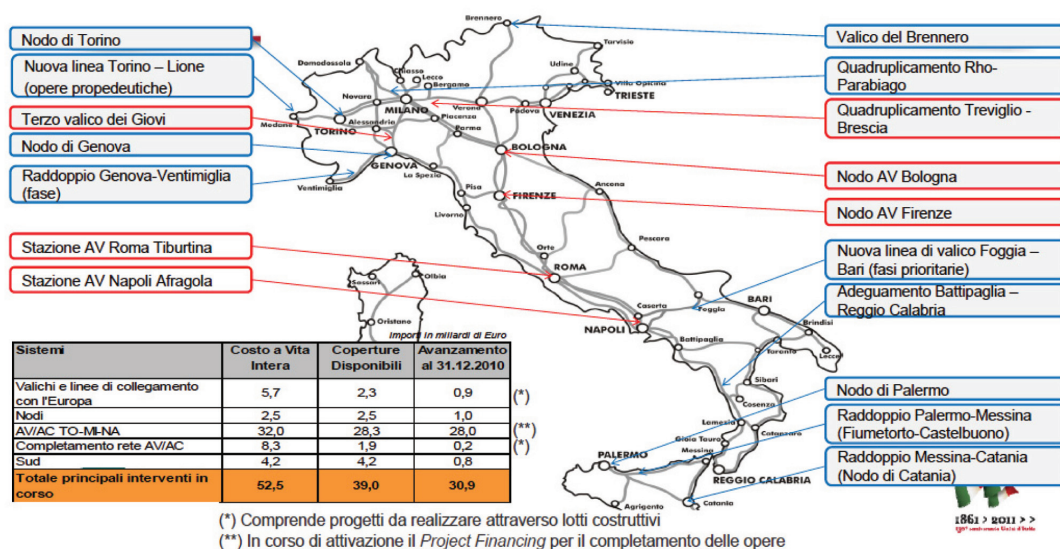 Nodo di Torino
Nuova linea Torino – Lione
(opere propedeutiche)
Terzo valico dei Giovi
Nodo di Genova
Raddoppio Genova-Ventimiglia
(fase)
Stazione AV Roma Tiburtina
Stazione AV Napoli Afragola
Valico del Brennero
Quadruplicamento Rho-
Parabiago
Quadruplicamento Treviglio -
Brescia
Nodo AV Bologna
Nodo AV Firenze
Nuova linea di valico Foggia –
Bari (fasi prioritarie)
Adeguamento Battipaglia –
Reggio Calabria
Nodo di Palermo
Raddoppio Palermo-Messina
(Fiumetorto-Castelbuono)
Raddoppio Messina-Catania
(Nodo di Catania)
Brennero
Tarvisio
Domodossola
Chiasso
Lecco
Bergamo
Udine
Villa Opicina
TRIESTE
Novara
MILANO
Verona
Padova
VENEZIA
Modane
TORINO
Alessandria
Piacenza
Parma
BOLOGNA
GENOVA
La Spezia
Ventimiglia
Pisa
FIRENZE
Ancona
Livorno
Orte
Pescara
ROMA
Olbia
Sassari
Oristano
Caserta
Foggia
BARI
NAPOLI
Battipaglia
Brindisi
Taranto
Lecce
Sibari
Cosenza
Lamezia
Catanzaro
Gioia Tauro
Messina
PALERMO
REGGIO CALABRIA
Catania
Agrigento
Importi in miliardi di Euro
Sistemi Costo a Vita Intera Coperture Disponibili Avanzamento al 31.12.2010
Valichi e linee di collegamento con l'Europa 5,7 2,3 0,9 (*)
Nodi 2,5 2,5 1,0
AV/AC TO-MI-NA 32,0 28,3 28,0 (**)
Completamento rete AV/AC 8,3 1,9 0,2 (*)
Sud 4,2 4,2 0,8
Totale principali interventi in corso 52,5 39,0 30,9
(*) Comprende progetti da realizzare attraverso lotti costruttivi
(**) In corso di attivazione il Project Financing per il completamento delle opere
1861 > 2011 > >
150° anniversario Unità d'Italia